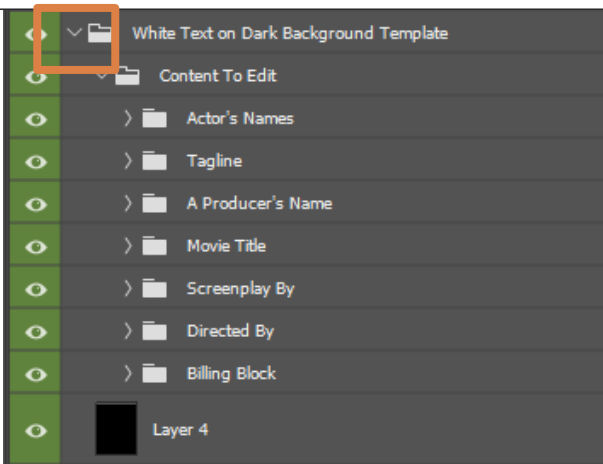 White Text on Dark Background Template
Content To Edit
Actor's Names
Tagline
A Producer's Name
Movie Title
Screenplay By
Directed By
Billing Block
Layer 4